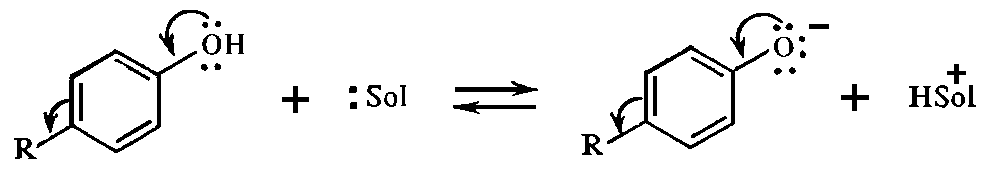 OH
R
+ :Sol
O:−
R
+ HSol+